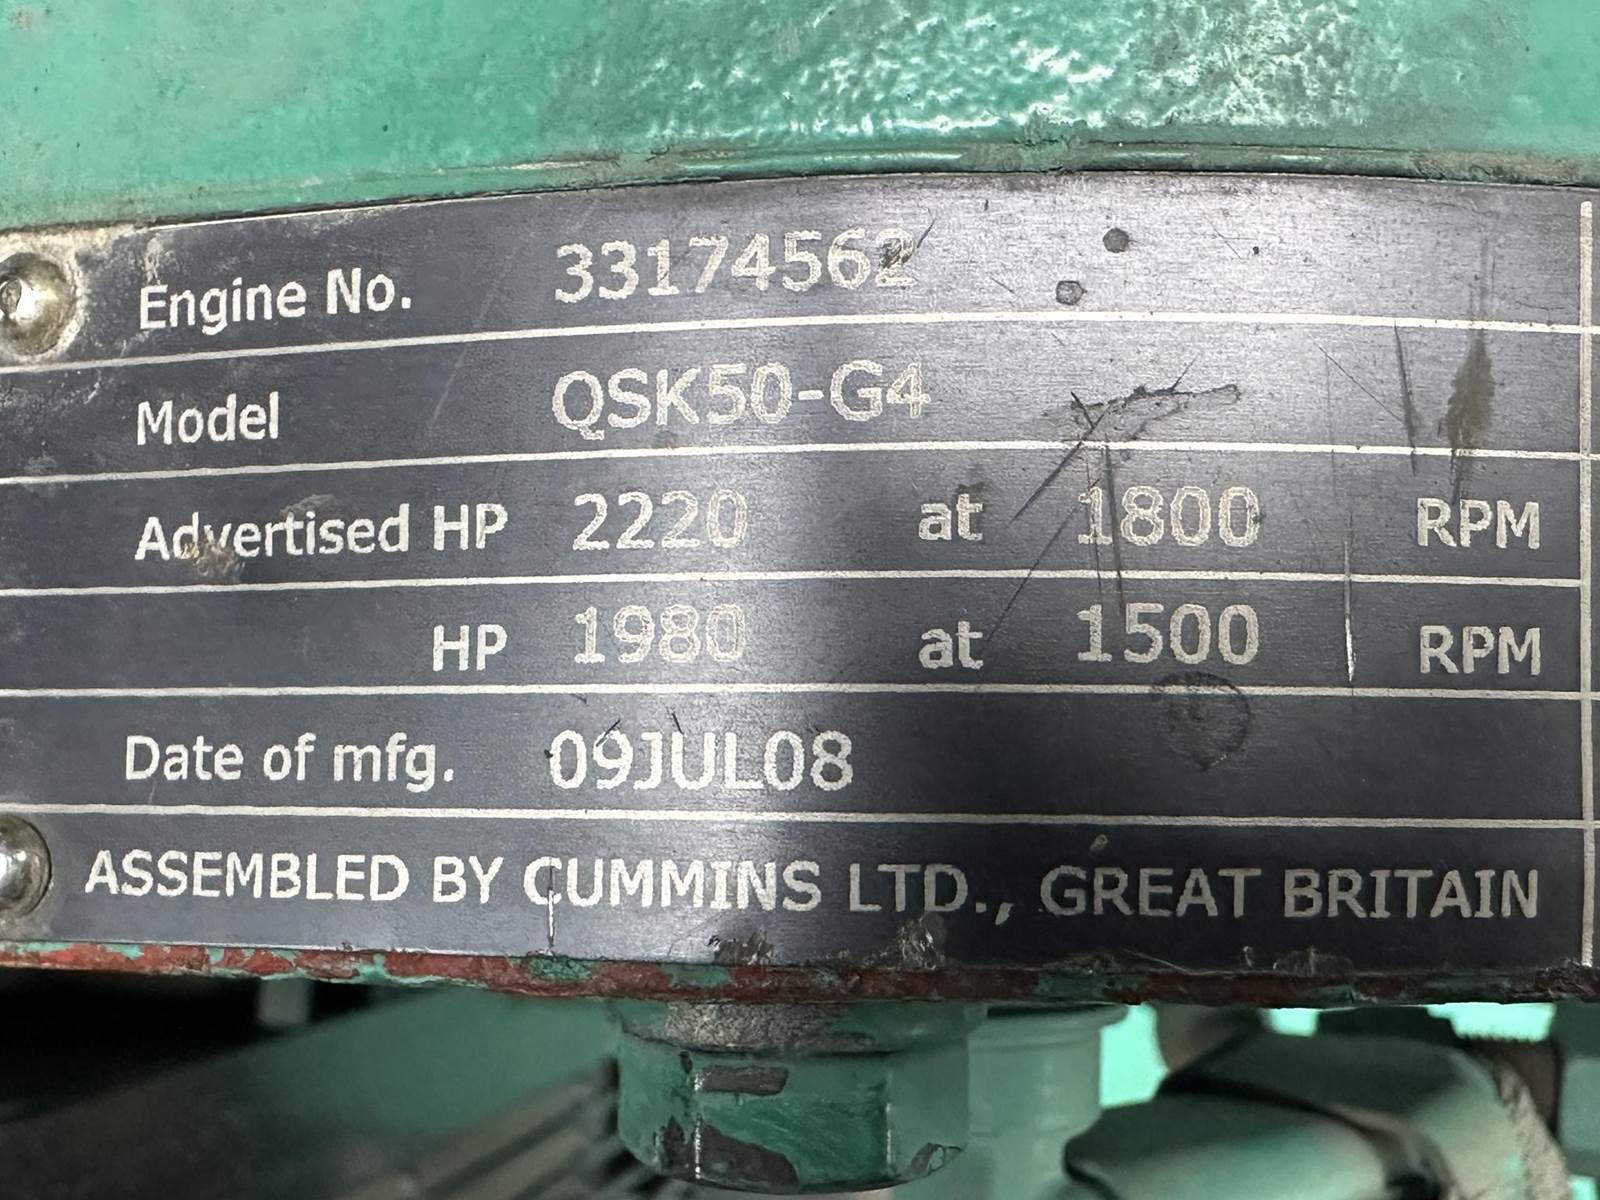 Engine No. 33174562
Model QSK50-G4
Advertised HP 2220 at 1800 RPM
HP 1980 at 1500 RPM
Date of mfg. 09JUL08
ASSEMBLED BY CUMMINS LTD., GREAT BRITAIN